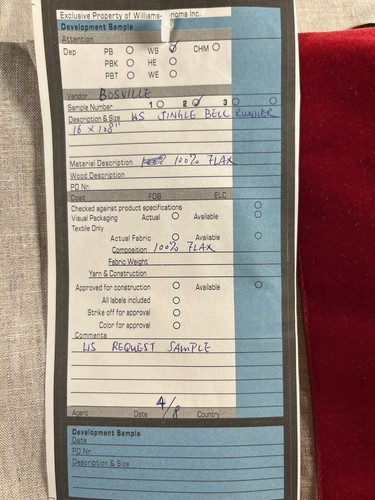 Exclusive Property of Williams- noma Inc.
Development Sample
Attention
Dep PB WS CHM
PBK HE
PBT WE
Vendor BOSVILLE
Sample Number 1 2 3
Description & Size WS JINGLE BELL RUNNER
16 x 108"
Material Description 100% FLAX
Wood Description
PD Nr.
Cost FOB ELC
Checked against product specifications
Visual Packaging Actual Available
Textile Only
Actual Fabric Available
Composition 100% FLAX
Fabric Weight
Yarn & Construction
Approved for construction Available
All labels included
Strike off for approval
Color for approval
Comments
WS REQUEST SAMPLE
4/8
Agent Date Country
Development Sample
Date
PD Nr.
Description & Size